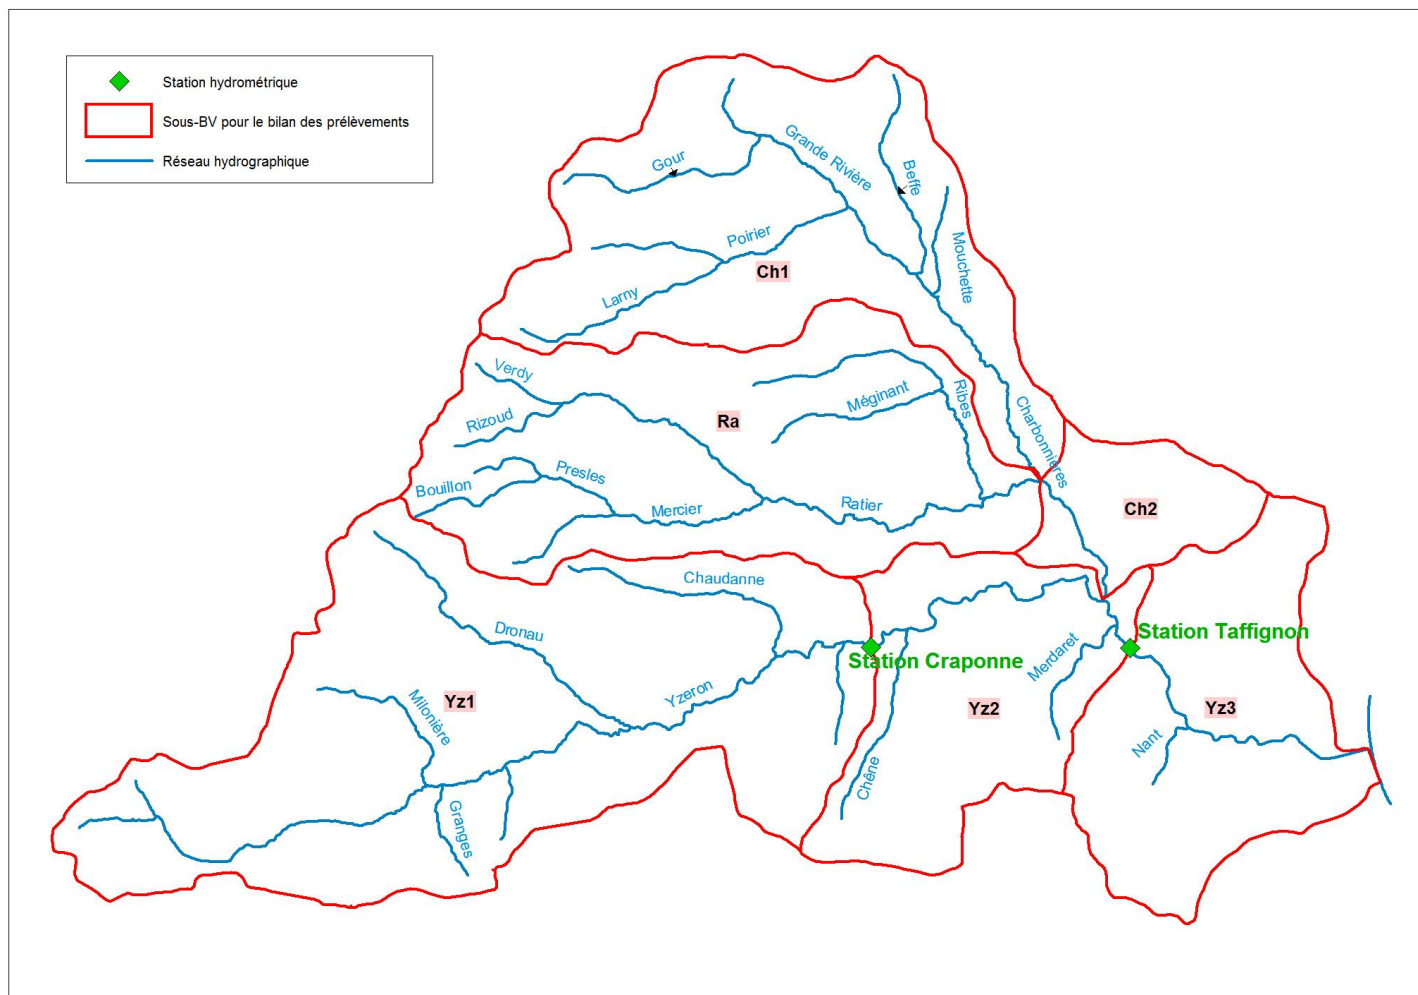 Station hydrométrique
Sous-BV pour le bilan des prélèvements
Réseau hydrographique
Gour
Grande Rivière
Beffe
Poirier
Mouchette
Ch1
Larny
Verdy
Méginant
Ribes
Charbonnières
Rizoud
Ra
Presles
Bouillon
Mercier
Ratier
Ch2
Chaudanne
Dronau
Station Taffignon
Merdaret
Station Craponne
Yzeron
Milonière
Yz1
Yz2
Yz3
Nant
Chêne
Granges